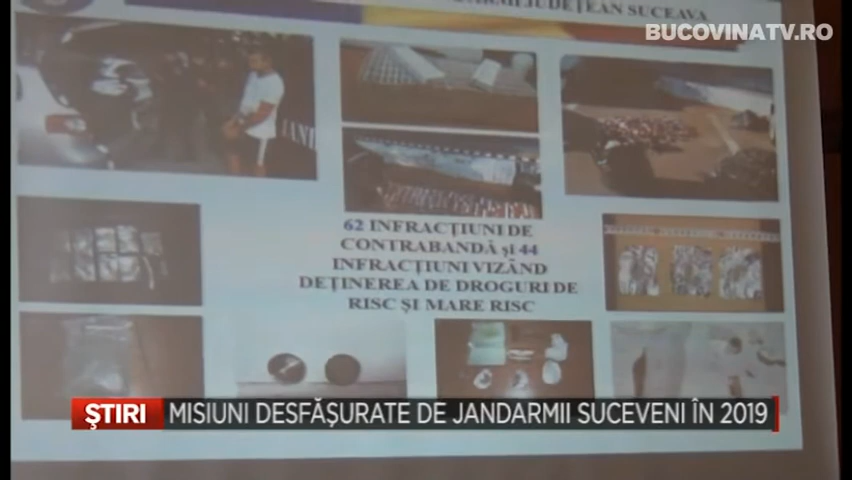 JUDEȚEAN SUCEAVA
BUCOVINATV.RO
62 INFRACȚIUNI DE
CONTRABANDĂ și 44
INFRACȚIUNI VIZÂND
DEȚINEREA DE DROGURI DE
RISC ȘI MARE RISC
ȘTIRI
MISIUNI DESFĂȘURATE DE JANDARMII SUCEVENI ÎN 2019